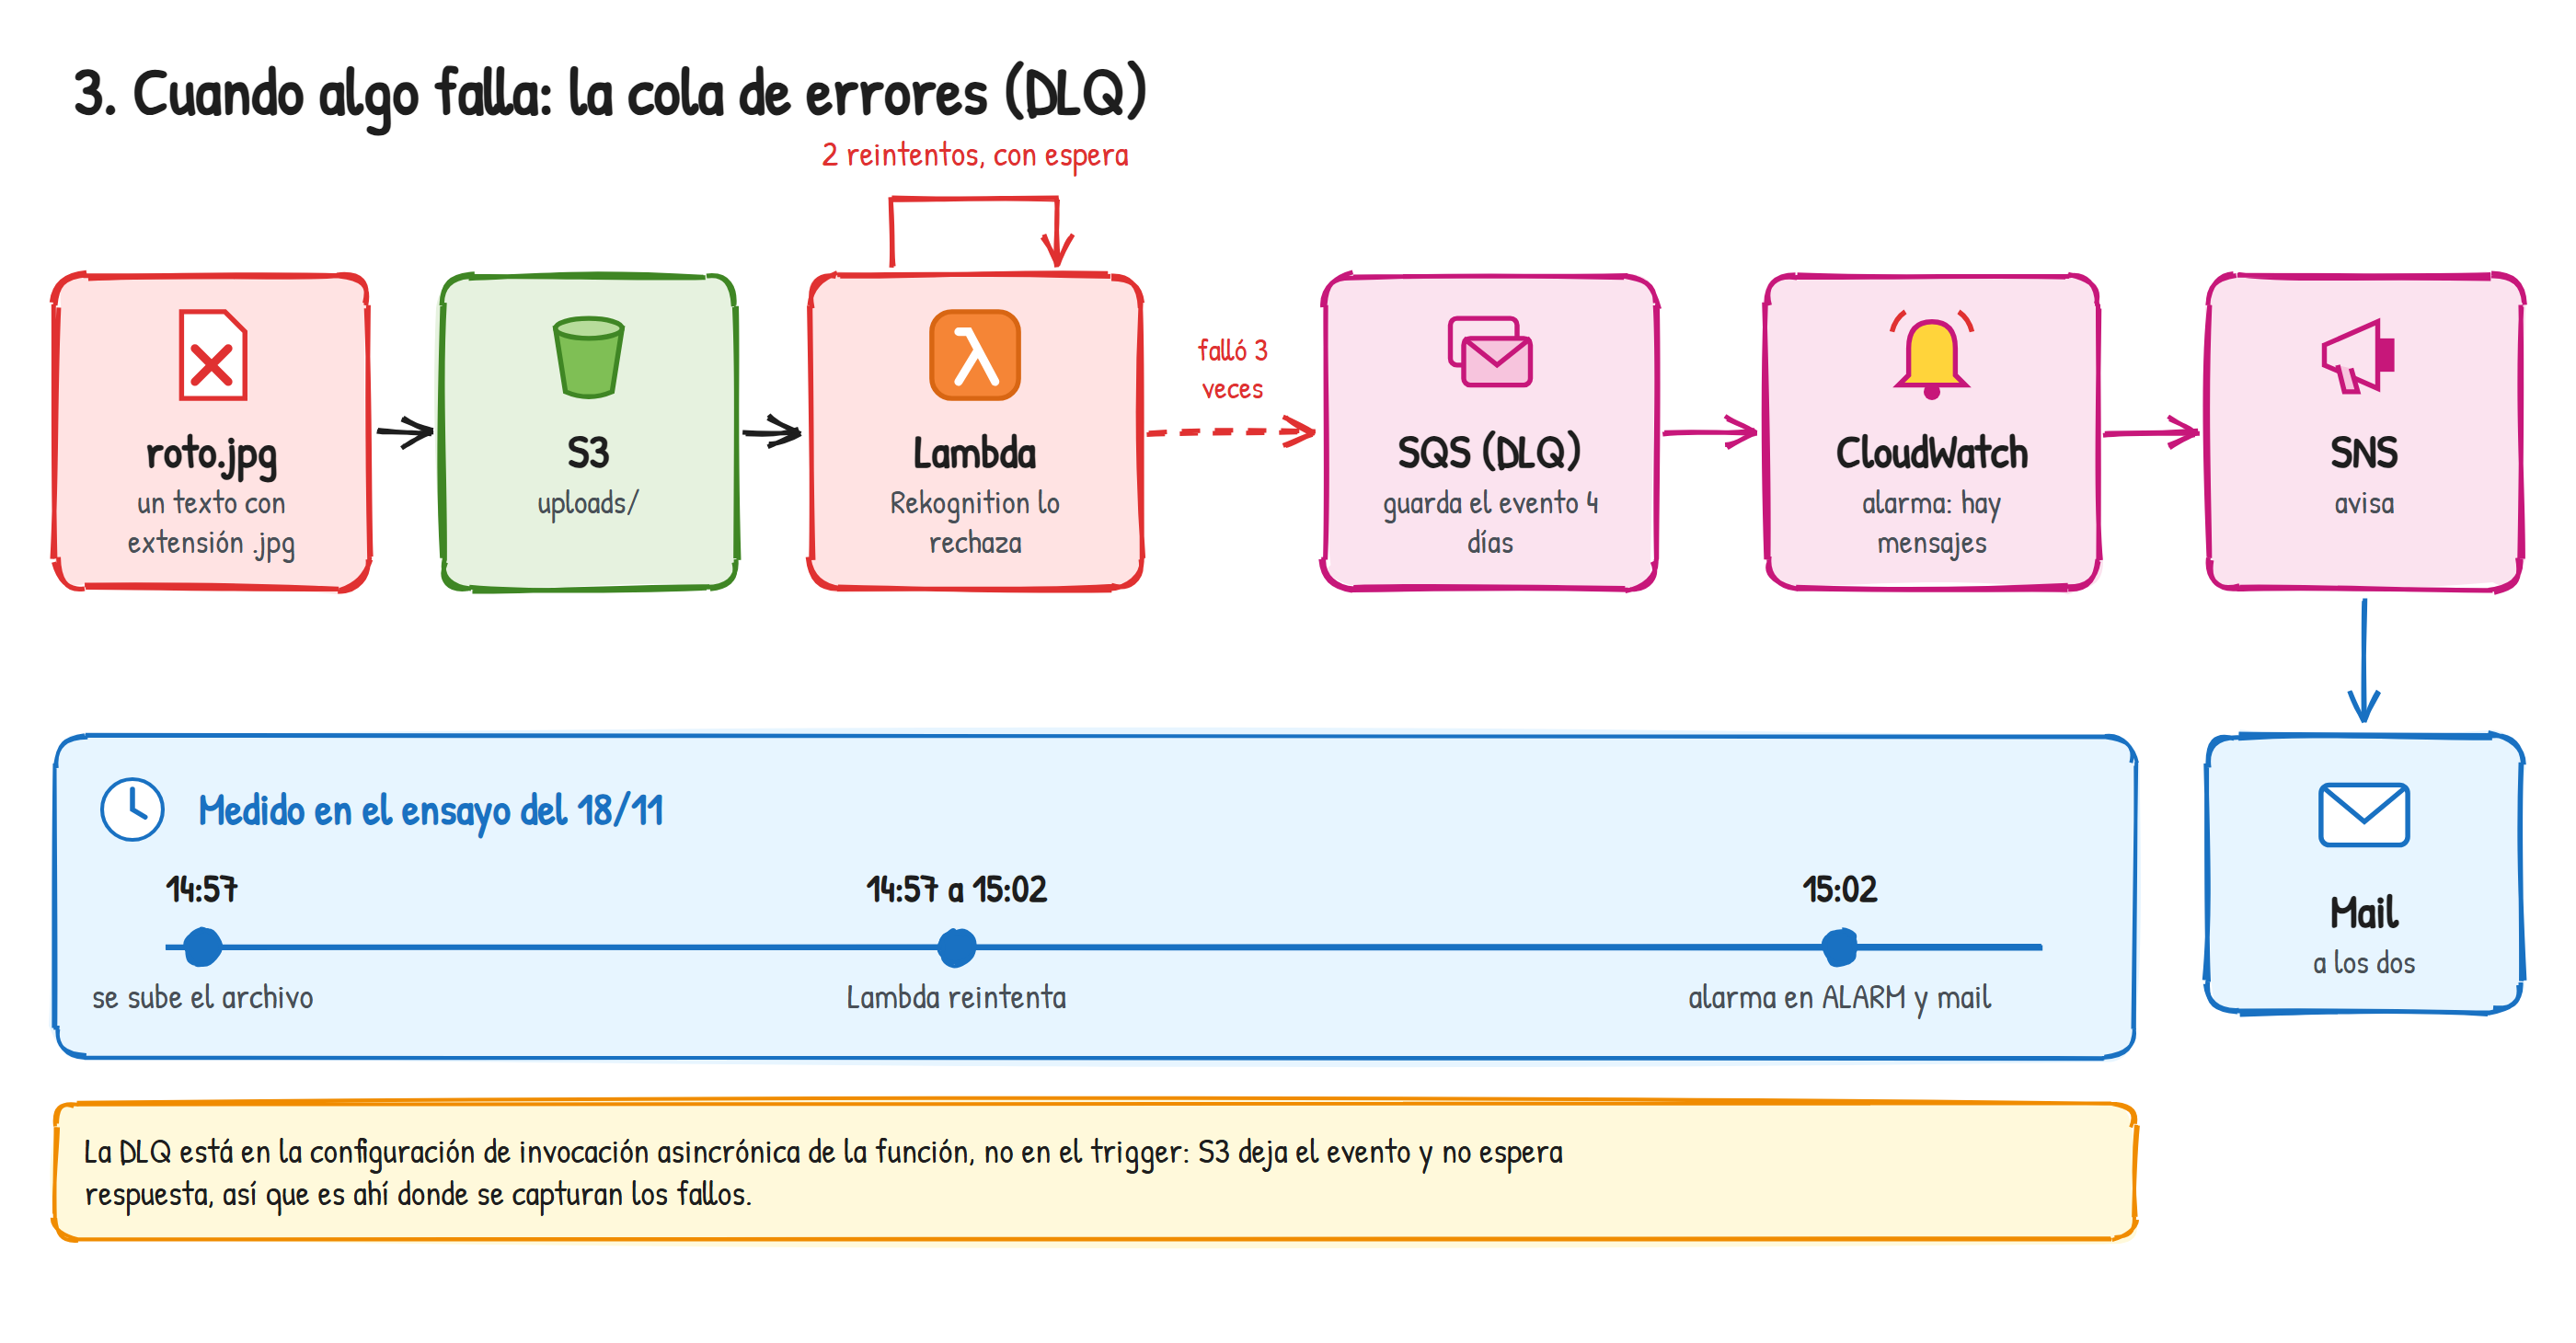 3. Cuando algo falla: la cola de errores (DLQ)
2 reintentos, con espera
roto.jpg
un texto con
extensión .jpg
S3
uploads/
Lambda
Rekognition lo
rechaza
falló 3
veces
SQS (DLQ)
guarda el evento 4
días
CloudWatch
alarma: hay
mensajes
SNS
avisa
Medido en el ensayo del 18/11
14:57
se sube el archivo
14:57 a 15:02
Lambda reintenta
15:02
alarma en ALARM y mail
Mail
a los dos
La DLQ está en la configuración de invocación asincrónica de la función, no en el trigger: S3 deja el evento y no espera
respuesta, así que es ahí donde se capturan los fallos.